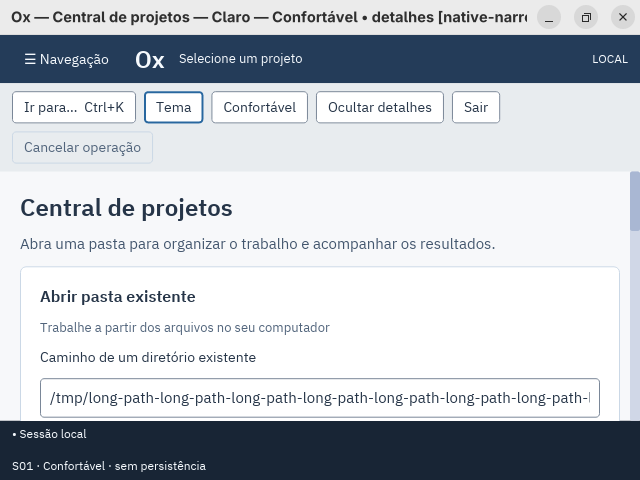 Ox — Central de projetos — Claro — Confortável • detalhes [native-narr
☰ Navegação Ox Selecione um projeto LOCAL
Ir para... Ctrl+K Tema Confortável Ocultar detalhes Sair
Cancelar operação
Central de projetos
Abra uma pasta para organizar o trabalho e acompanhar os resultados.
Abrir pasta existente
Trabalhe a partir dos arquivos no seu computador
Caminho de um diretório existente
/tmp/long-path-long-path-long-path-long-path-long-path-long-path-long-path-
• Sessão local
S01 · Confortável · sem persistência